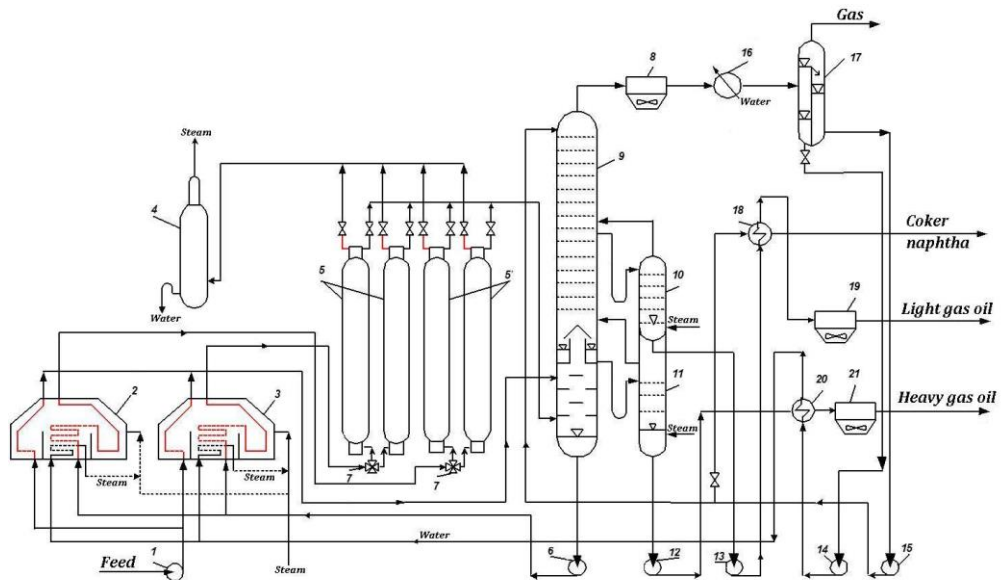 Gas
8
16
17
Water
Steam
9
4
18
Coker
naphtha
5
5'
10
19
Light gas oil
Steam
Water
11
2
3
20
21
Heavy gas oil
Steam
7
7
Steam
Steam
Water
1
Feed
Steam
6
12
13
14
15